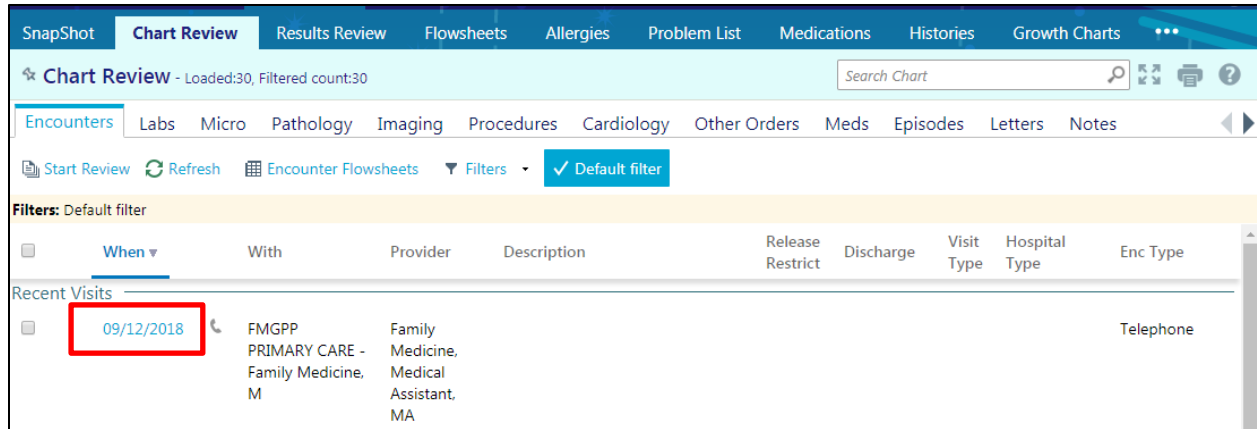 SnapShot Chart Review Results Review Flowsheets Allergies Problem List Medications Histories Growth Charts •••
Chart Review - Loaded:30, Filtered count:30 Search Chart
Encounters Labs Micro Pathology Imaging Procedures Cardiology Other Orders Meds Episodes Letters Notes
Start Review Refresh Encounter Flowsheets Filters Default filter
Filters: Default filter
When With Provider Description Release Restrict Discharge Visit Type Hospital Type Enc Type
Recent Visits
09/12/2018 FMGPP Family Telephone
PRIMARY CARE - Medicine,
Family Medicine, Medical
M Assistant,
MA